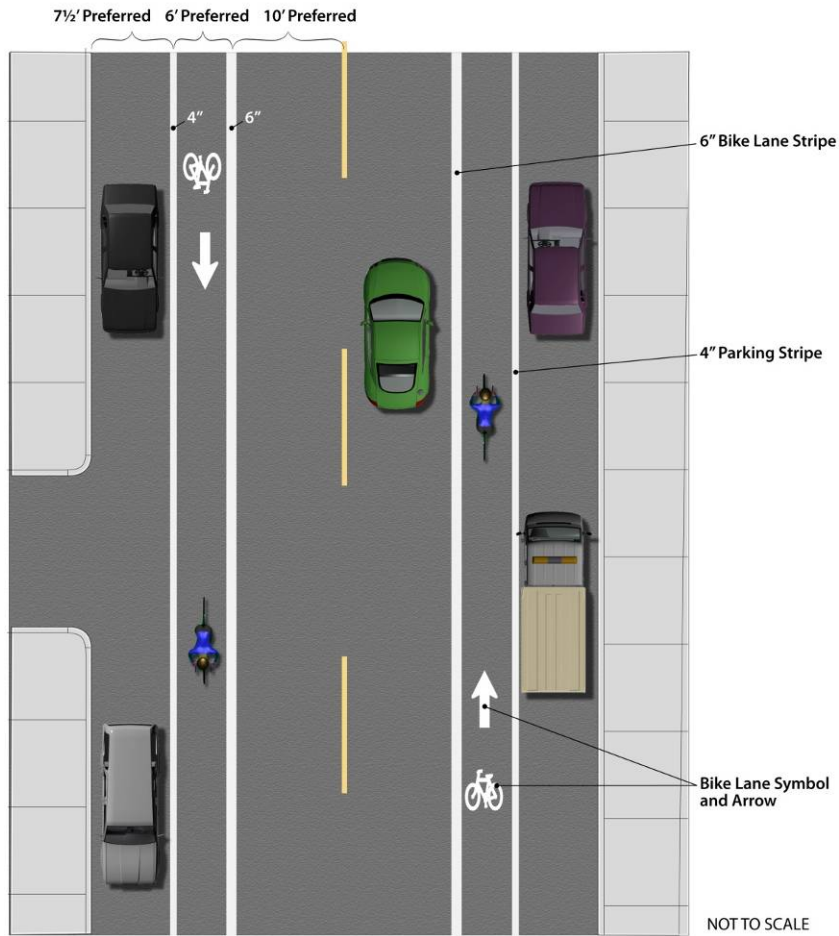 7½’ Preferred 6’ Preferred 10’ Preferred
4” 6”
6” Bike Lane Stripe
4” Parking Stripe
Bike Lane Symbol
and Arrow
NOT TO SCALE